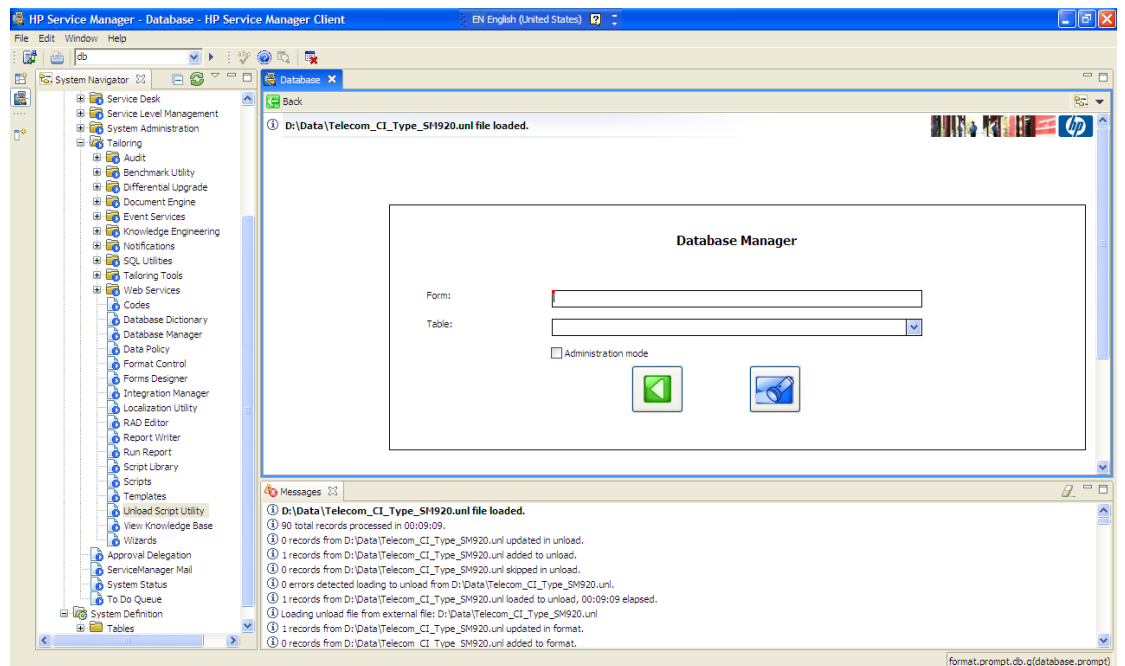 HP Service Manager - Database - HP Service Manager Client
EN English (United States)
File Edit Window Help
db
System Navigator
Database
Service Desk
Service Level Management
System Administration
Tailoring
Audit
Benchmark Utility
Differential Upgrade
Document Engine
Event Services
Knowledge Engineering
Notifications
SQL Utilities
Tailoring Tools
Web Services
Codes
Database Dictionary
Database Manager
Data Policy
Format Control
Forms Designer
Integration Manager
Localization Utility
RAD Editor
Report Writer
Run Report
Script Library
Scripts
Templates
Unload Script Utility
View Knowledge Base
Wizards
Approval Delegation
ServiceManager Mail
System Status
To Do Queue
System Definition
Tables
Back
D:\Data\Telecom_CI_Type_SM920.unl file loaded.
hp
Database Manager
Form:
Table:
Administration mode
Messages
D:\Data\Telecom_CI_Type_SM920.unl file loaded.
90 total records processed in 00:09:09.
0 records from D:\Data\Telecom_CI_Type_SM920.unl updated in unload.
1 records from D:\Data\Telecom_CI_Type_SM920.unl added to unload.
0 records from D:\Data\Telecom_CI_Type_SM920.unl skipped in unload.
0 errors detected loading to unload from D:\Data\Telecom_CI_Type_SM920.unl.
1 records from D:\Data\Telecom_CI_Type_SM920.unl loaded to unload, 00:09:09 elapsed.
Loading unload file from external file: D:\Data\Telecom_CI_Type_SM920.unl
1 records from D:\Data\Telecom_CI_Type_SM920.unl updated in format.
0 records from D:\Data\Telecom_CI_Type_SM920.unl added to format.
format.prompt.db.g(database.prompt)